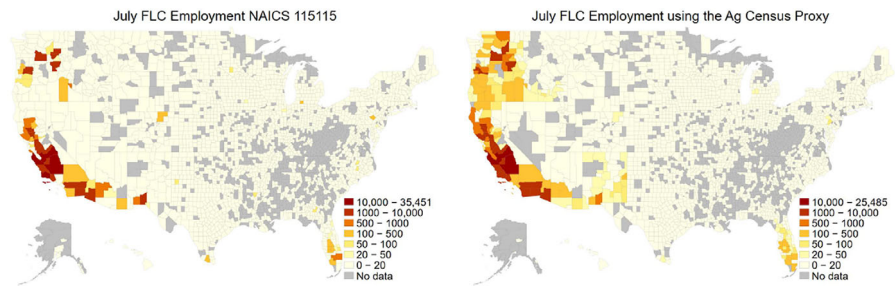 July FLC Employment NAICS 115115
10,000 – 35,451
1000 – 10,000
500 – 1000
100 – 500
50 – 100
20 – 50
0 – 20
No data
July FLC Employment using the Ag Census Proxy
10,000 – 25,485
1000 – 10,000
500 – 1000
100 – 500
50 – 100
20 – 50
0 – 20
No data